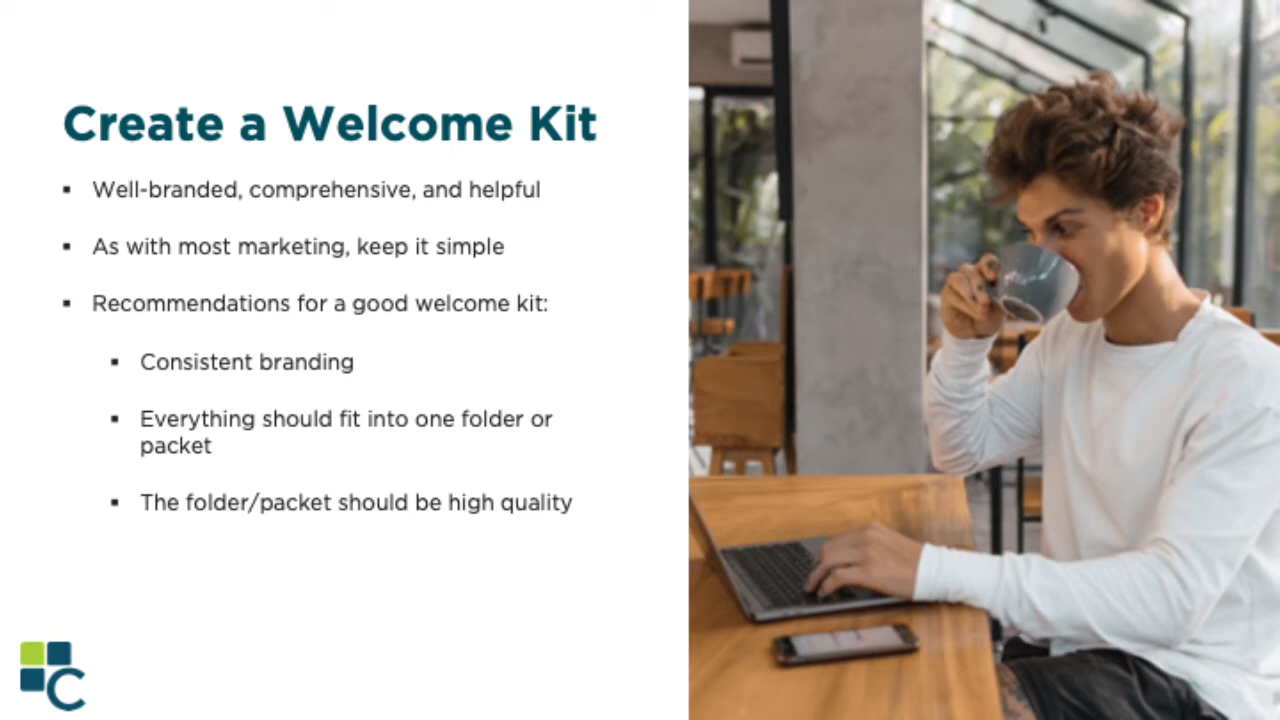 Create a Welcome Kit
▪ Well-branded, comprehensive, and helpful
▪ As with most marketing, keep it simple
▪ Recommendations for a good welcome kit:
▪ Consistent branding
▪ Everything should fit into one folder or
packet
▪ The folder/packet should be high quality
C